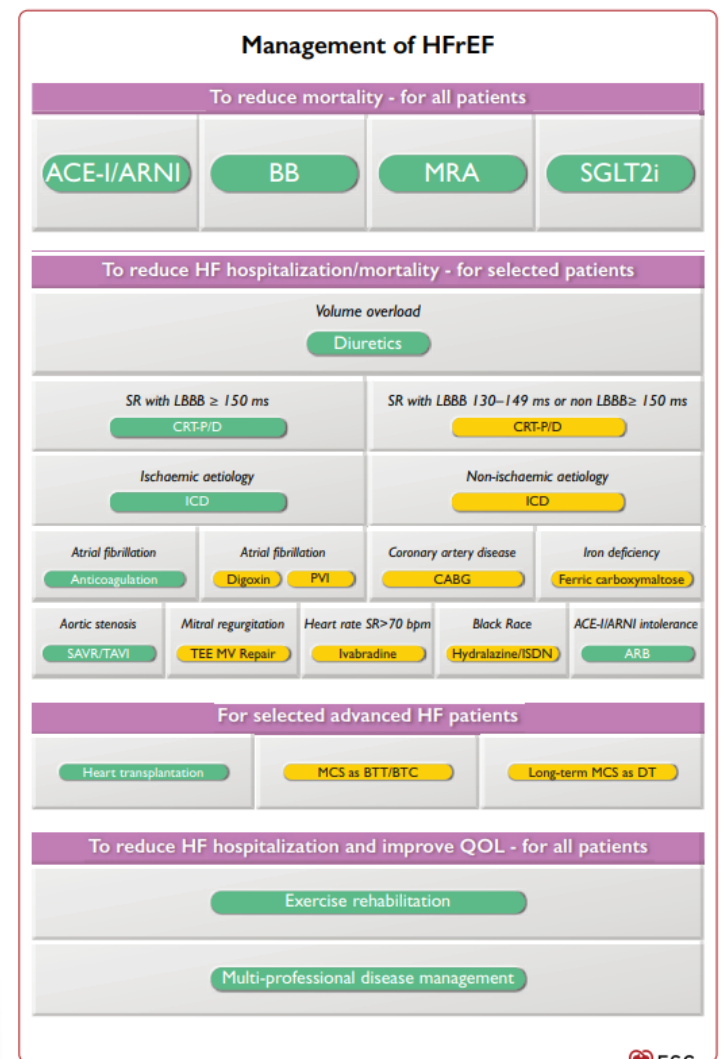 Management of HFrEF
To reduce mortality - for all patients
ACE-I/ARNI
BB
MRA
SGLT2i
To reduce HF hospitalization/mortality - for selected patients
Volume overload
Diuretics
SR with LBBB ≥ 150 ms
CRT-P/D
SR with LBBB 130–149 ms or non LBBB≥ 150 ms
CRT-P/D
Ischaemic aetiology
ICD
Non-ischaemic aetiology
ICD
Atrial fibrillation
Anticoagulation
Atrial fibrillation
Digoxin
PVI
Coronary artery disease
CABG
Iron deficiency
Ferric carboxymaltose
Aortic stenosis
SAVR/TAVI
Mitral regurgitation
TEE MV Repair
Heart rate SR>70 bpm
Ivabradine
Black Race
Hydralazine/ISDN
ACE-I/ARNI intolerance
ARB
For selected advanced HF patients
Heart transplantation
MCS as BTT/BTC
Long-term MCS as DT
To reduce HF hospitalization and improve QOL - for all patients
Exercise rehabilitation
Multi-professional disease management